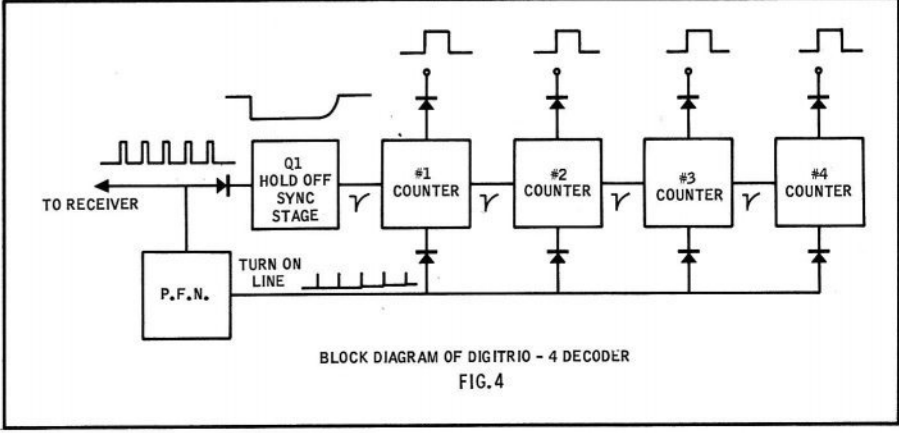 Q1
HOLD OFF
SYNC
STAGE
#1
COUNTER
#2
COUNTER
#3
COUNTER
#4
COUNTER
TO RECEIVER
P.F.N.
TURN ON
LINE
BLOCK DIAGRAM OF DIGITRIO - 4 DECODER
FIG.4